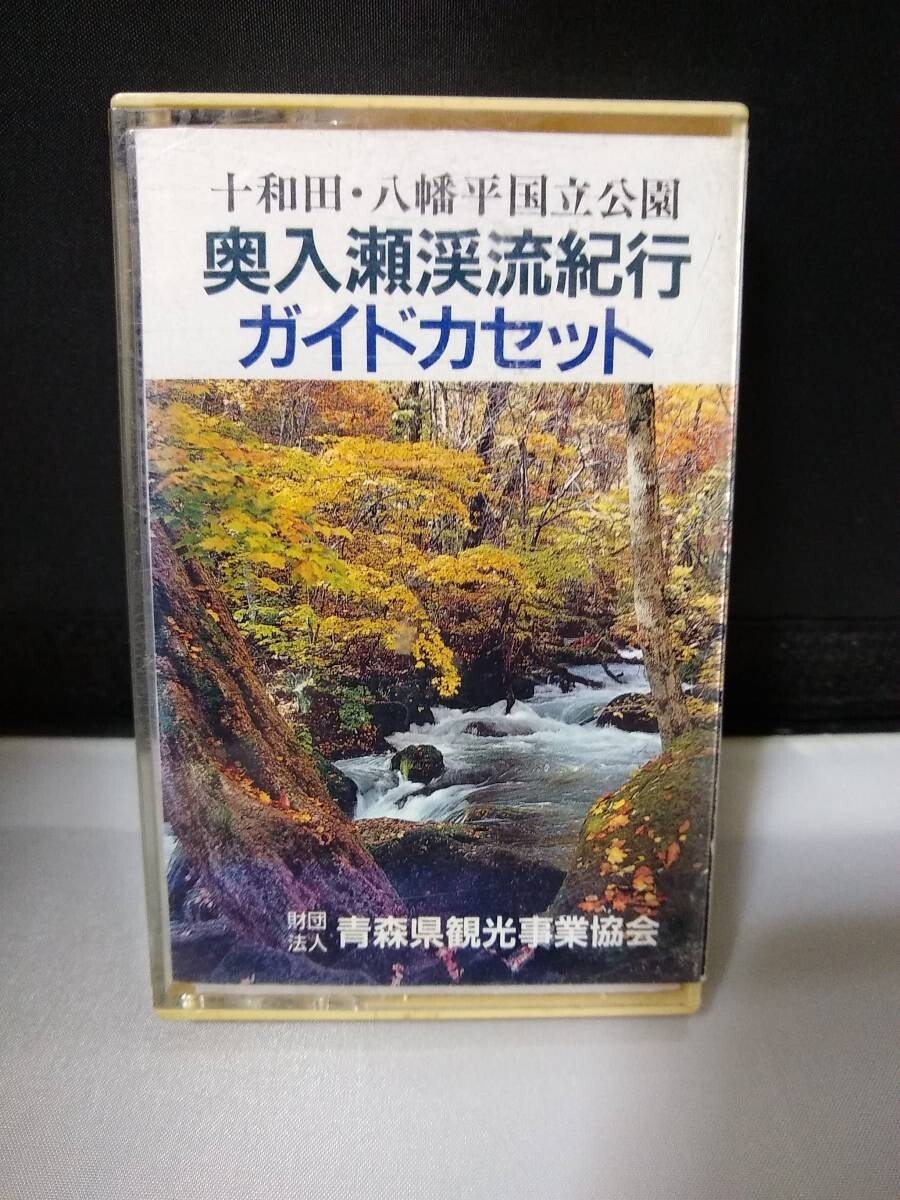 十和田・八幡平国立公園
奥入瀬渓流紀行
ガイドカセット
財団法人 青森県観光事業協会